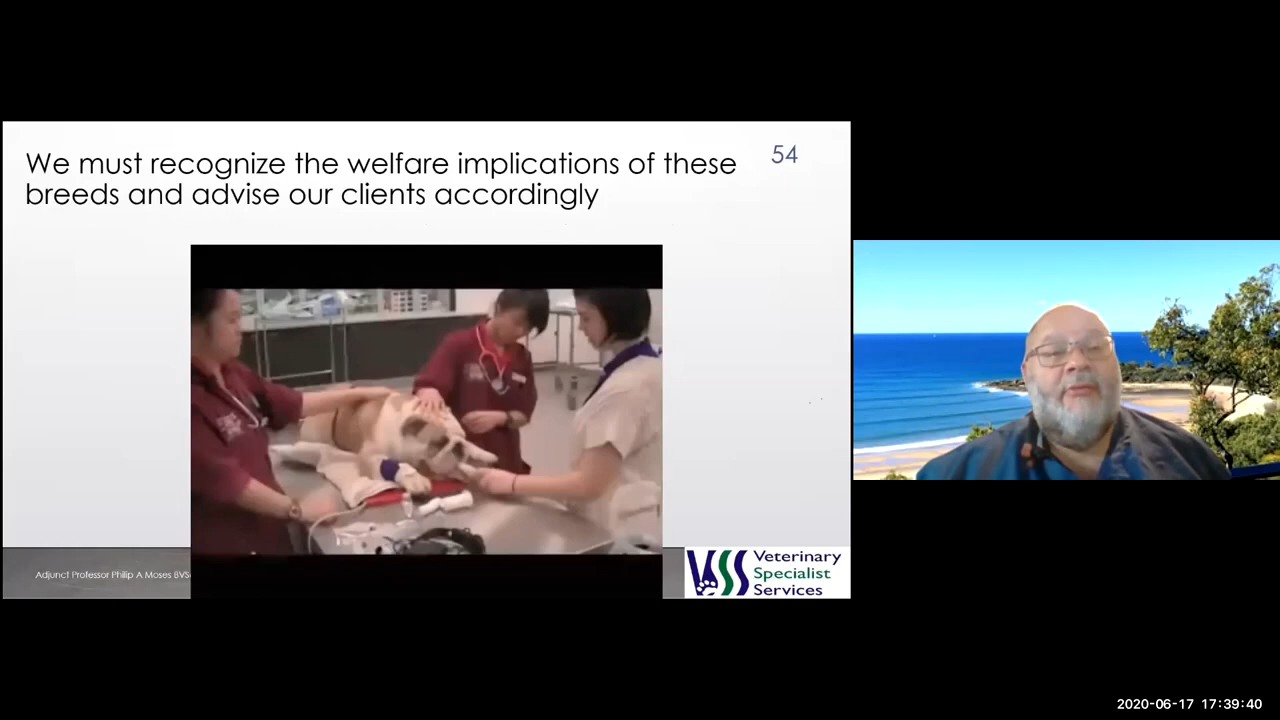 We must recognize the welfare implications of these
breeds and advise our clients accordingly
54
Adjunct Professor Philip A Moses BVSc
VSS Veterinary
Specialist
Services
2020-06-17 17:39:40